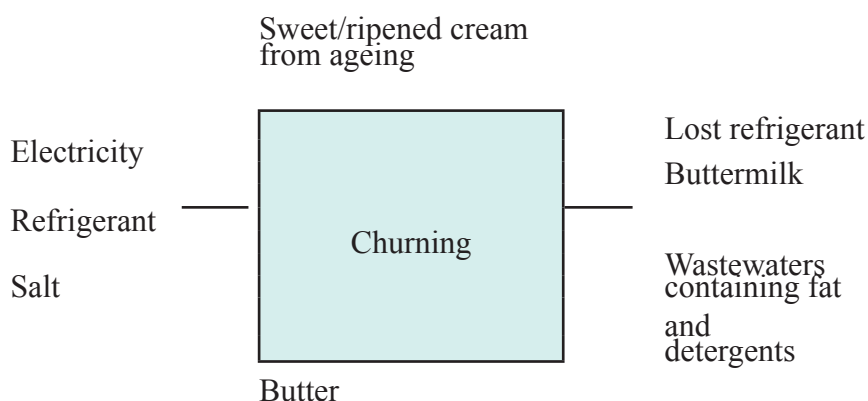 Sweet/ripened cream
from ageing
Electricity
Refrigerant
Salt
Churning
Lost refrigerant
Buttermilk
Wastewaters
containing fat
and
detergents
Butter